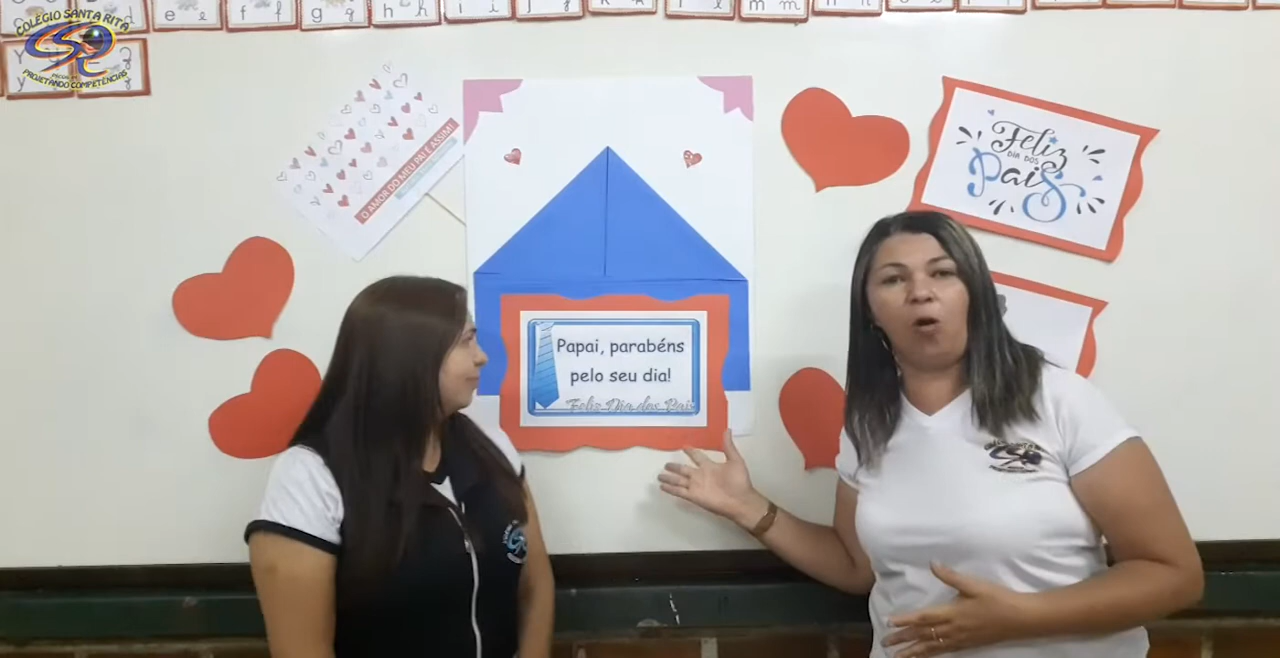 COLÉGIO SANTA RITA
PROJETANDO COMPETÊNCIAS
e e
f f
g g
h h
i i
m m
O AMOR DO MEU PAI É ASSIM!
Feliz
DIA DOS
PaiS
Papai, parabéns
pelo seu dia!
Feliz Dia dos Pais